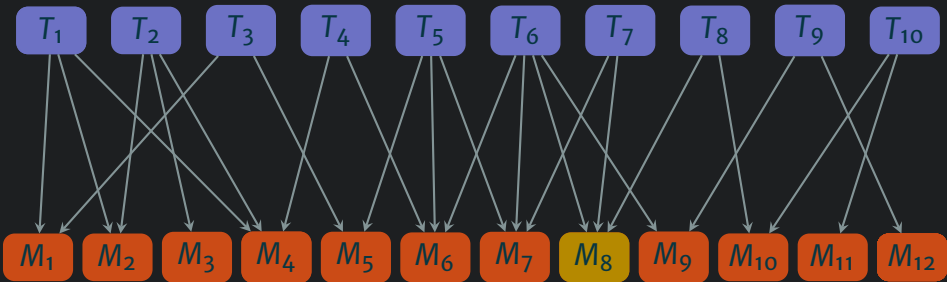 T₁ T₂ T₃ T₄ T₅ T₆ T₇ T₈ T₉ T₁₀
M₁ M₂ M₃ M₄ M₅ M₆ M₇ M₈ M₉ M₁₀ M₁₁ M₁₂